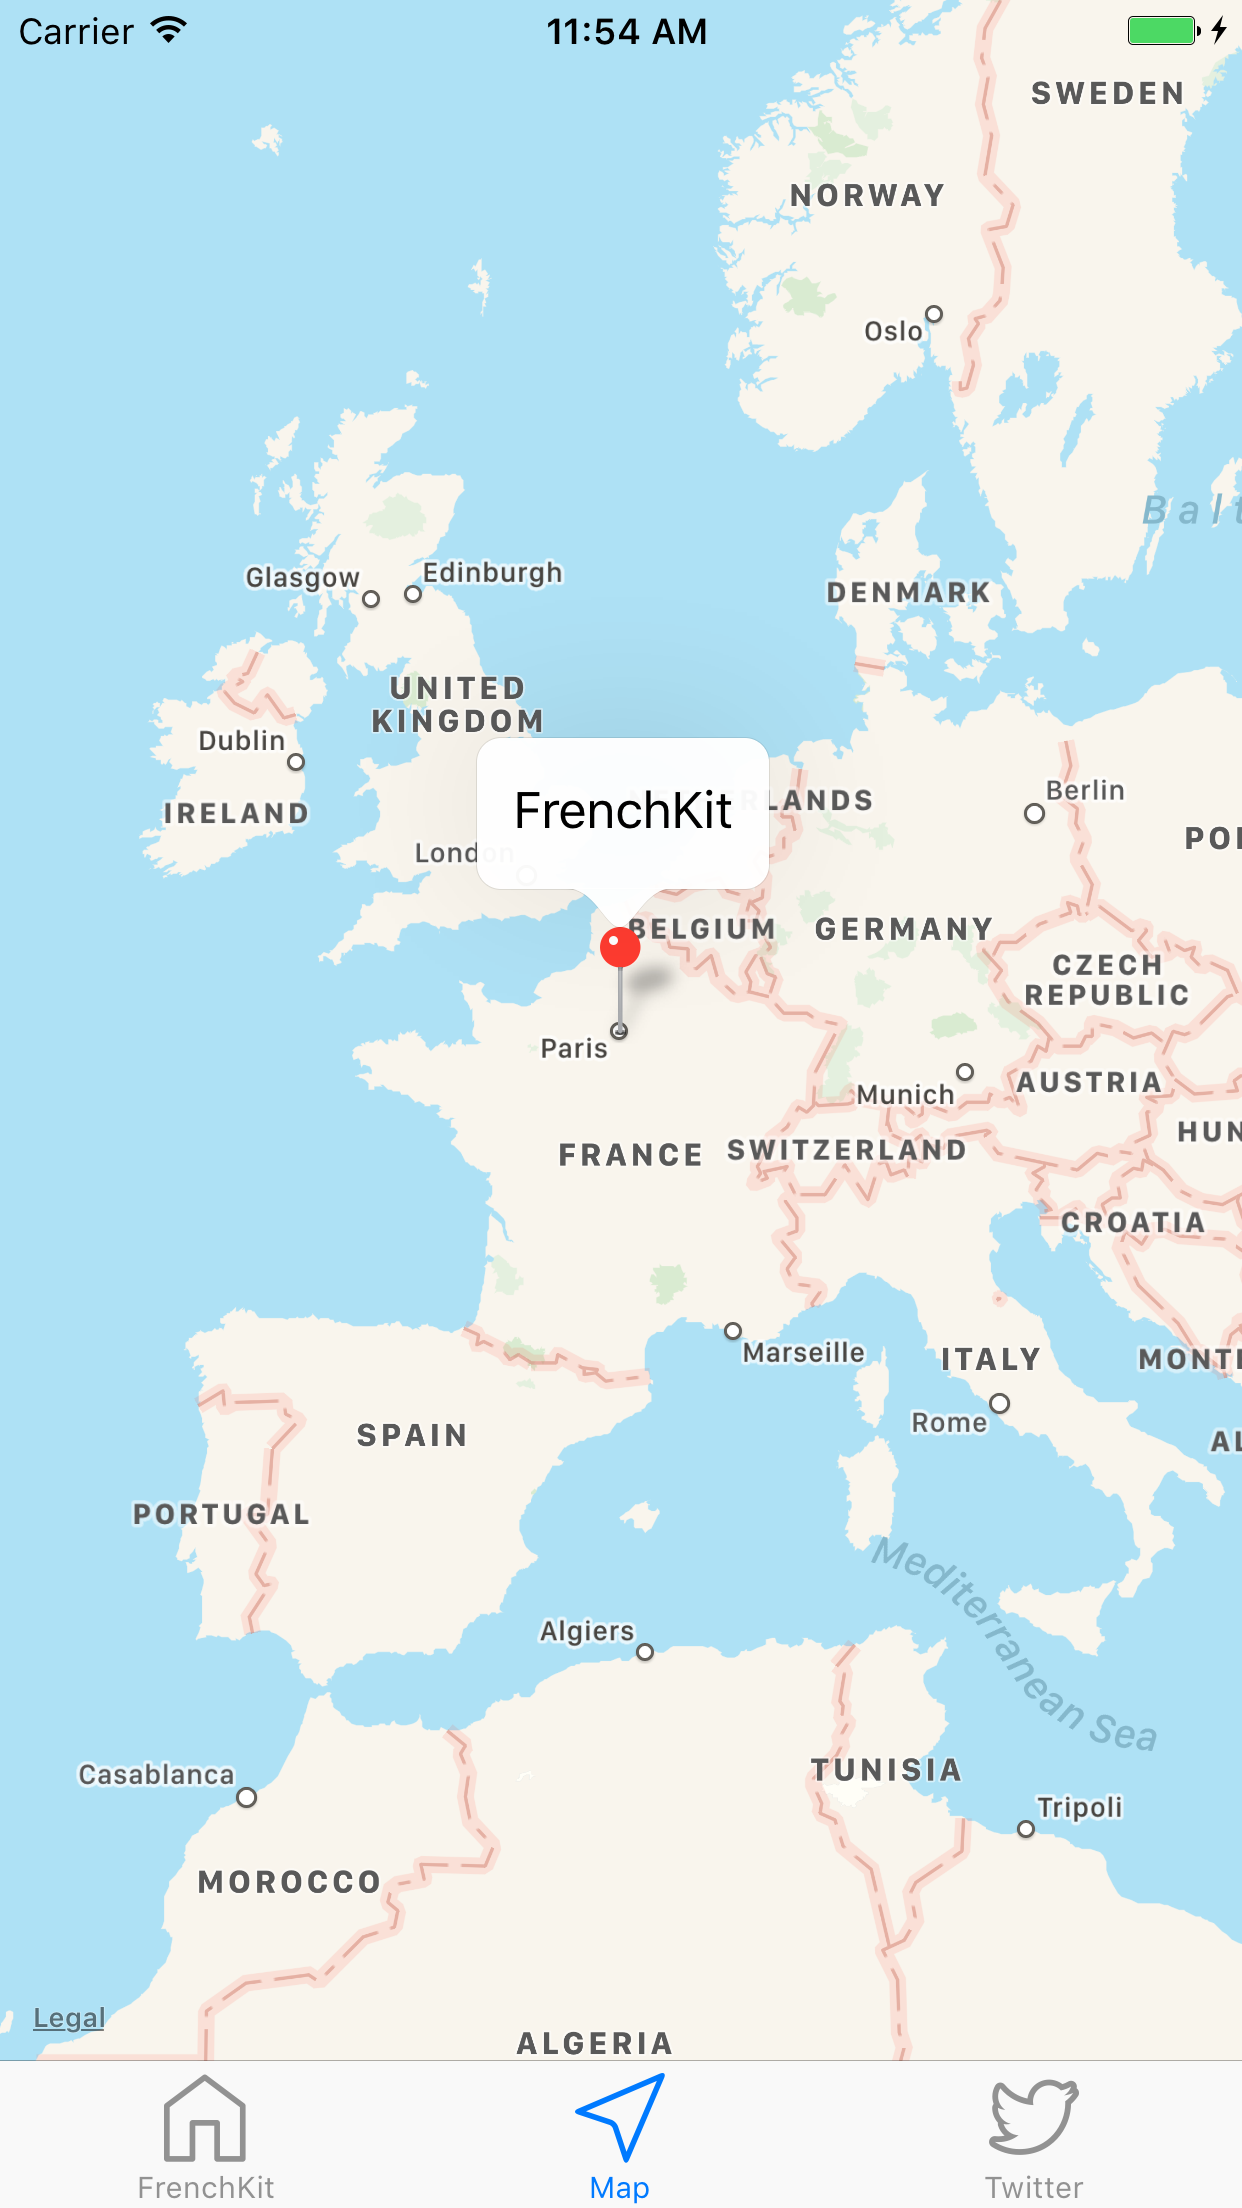 Carrier
11:54 AM
SWEDEN
NORWAY
Oslo
Balt
Glasgow
Edinburgh
DENMARK
UNITED
KINGDOM
Dublin
IRELAND
FrenchKit
NETHERLANDS
Berlin
POL
London
BELGIUM
GERMANY
CZECH
REPUBLIC
Paris
Munich
AUSTRIA
FRANCE
SWITZERLAND
HUN
CROATIA
Marseille
ITALY
MONTE
Rome
AL
SPAIN
PORTUGAL
Mediterranean Sea
Algiers
Casablanca
TUNISIA
Tripoli
MOROCCO
Legal
ALGERIA
FrenchKit
Map
Twitter